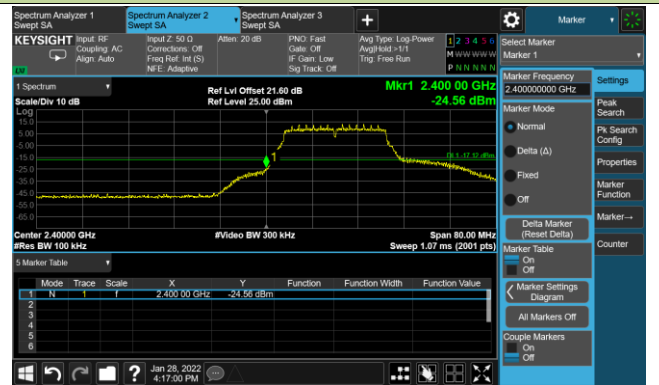 Spectrum Analyzer 1
Swept SA
Spectrum Analyzer 2
Swept SA
Spectrum Analyzer 3
Swept SA
+
Marker
KEYSIGHT
Input: RF
Coupling: AC
Align: Auto
Input Z: 50 Ω
Corrections: Off
Freq Ref: Int (S)
NFE: Adaptive
Atten: 20 dB
PNO: Fast
Gate: Off
IF Gain: Low
Sig Track: Off
Avg Type: Log-Power
Avg|Hold:>1/1
Trig: Free Run
1 2 3 4 5 6
M W W W W W
P N N N N N
LW
1 Spectrum
Scale/Div 10 dB
Ref Lvl Offset 21.60 dB
Ref Level 25.00 dBm
Mkr1 2.400 00 GHz
-24.56 dBm
Log
15.0
5.00
-5.00
-15.0
-25.0
-35.0
-45.0
-55.0
-65.0
1
DL1 -17.12 dBm
Center 2.40000 GHz
#Res BW 100 kHz
#Video BW 300 kHz
Span 80.00 MHz
Sweep 1.07 ms (2001 pts)
5 Marker Table
Mode Trace Scale X Y Function Function Width Function Value
1 N 1 f 2.400 00 GHz -24.56 dBm
2
3
4
5
6
Jan 28, 2022
4:17:00 PM
?
Select Marker
Marker 1
Marker Frequency
2.400000000 GHz
Marker Mode
Normal
Delta (Δ)
Fixed
Off
Delta Marker
(Reset Delta)
Marker Table
On
Off
Marker Settings
Diagram
All Markers Off
Couple Markers
On
Off
Settings
Peak
Search
Pk Search
Config
Properties
Marker
Function
Marker→
Counter